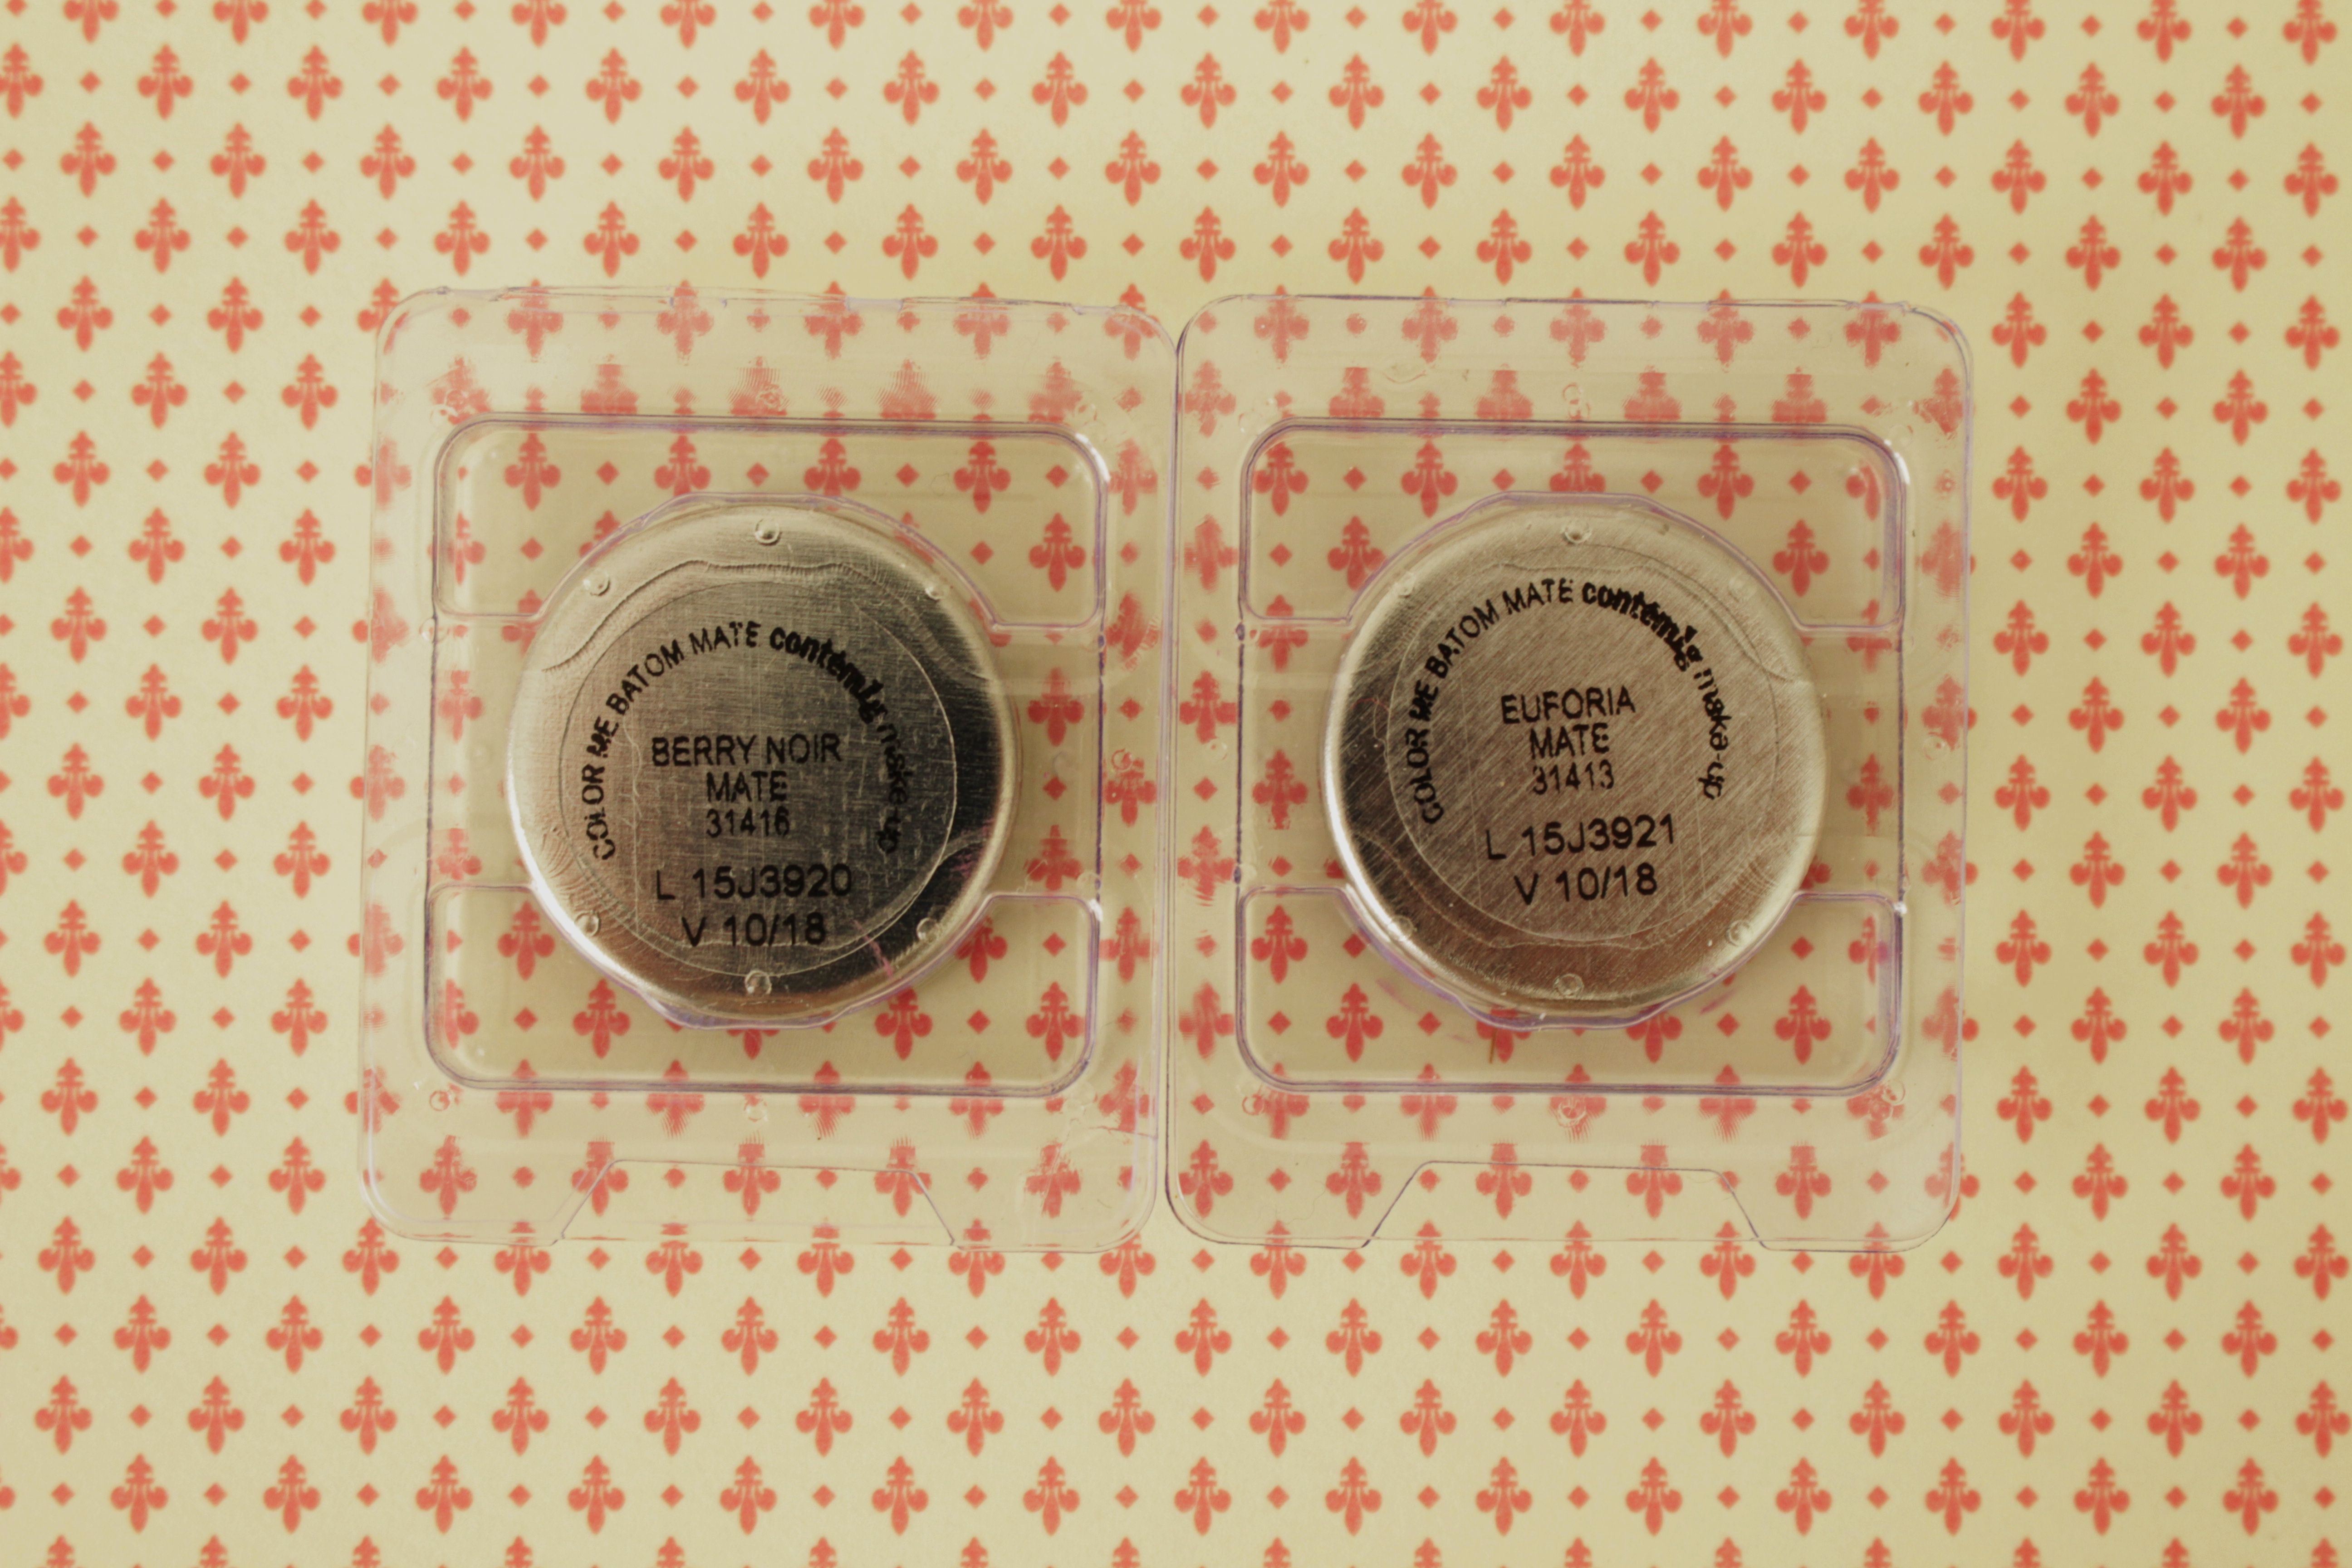 COLOR ME BATOM MATE contém1g make-up
BERRY NOIR
MATE
31416
L 15J3920
V 10/18
COLOR ME BATOM MATE contém1g make-up
EUFORIA
MATE
31413
L 15J3921
V 10/18